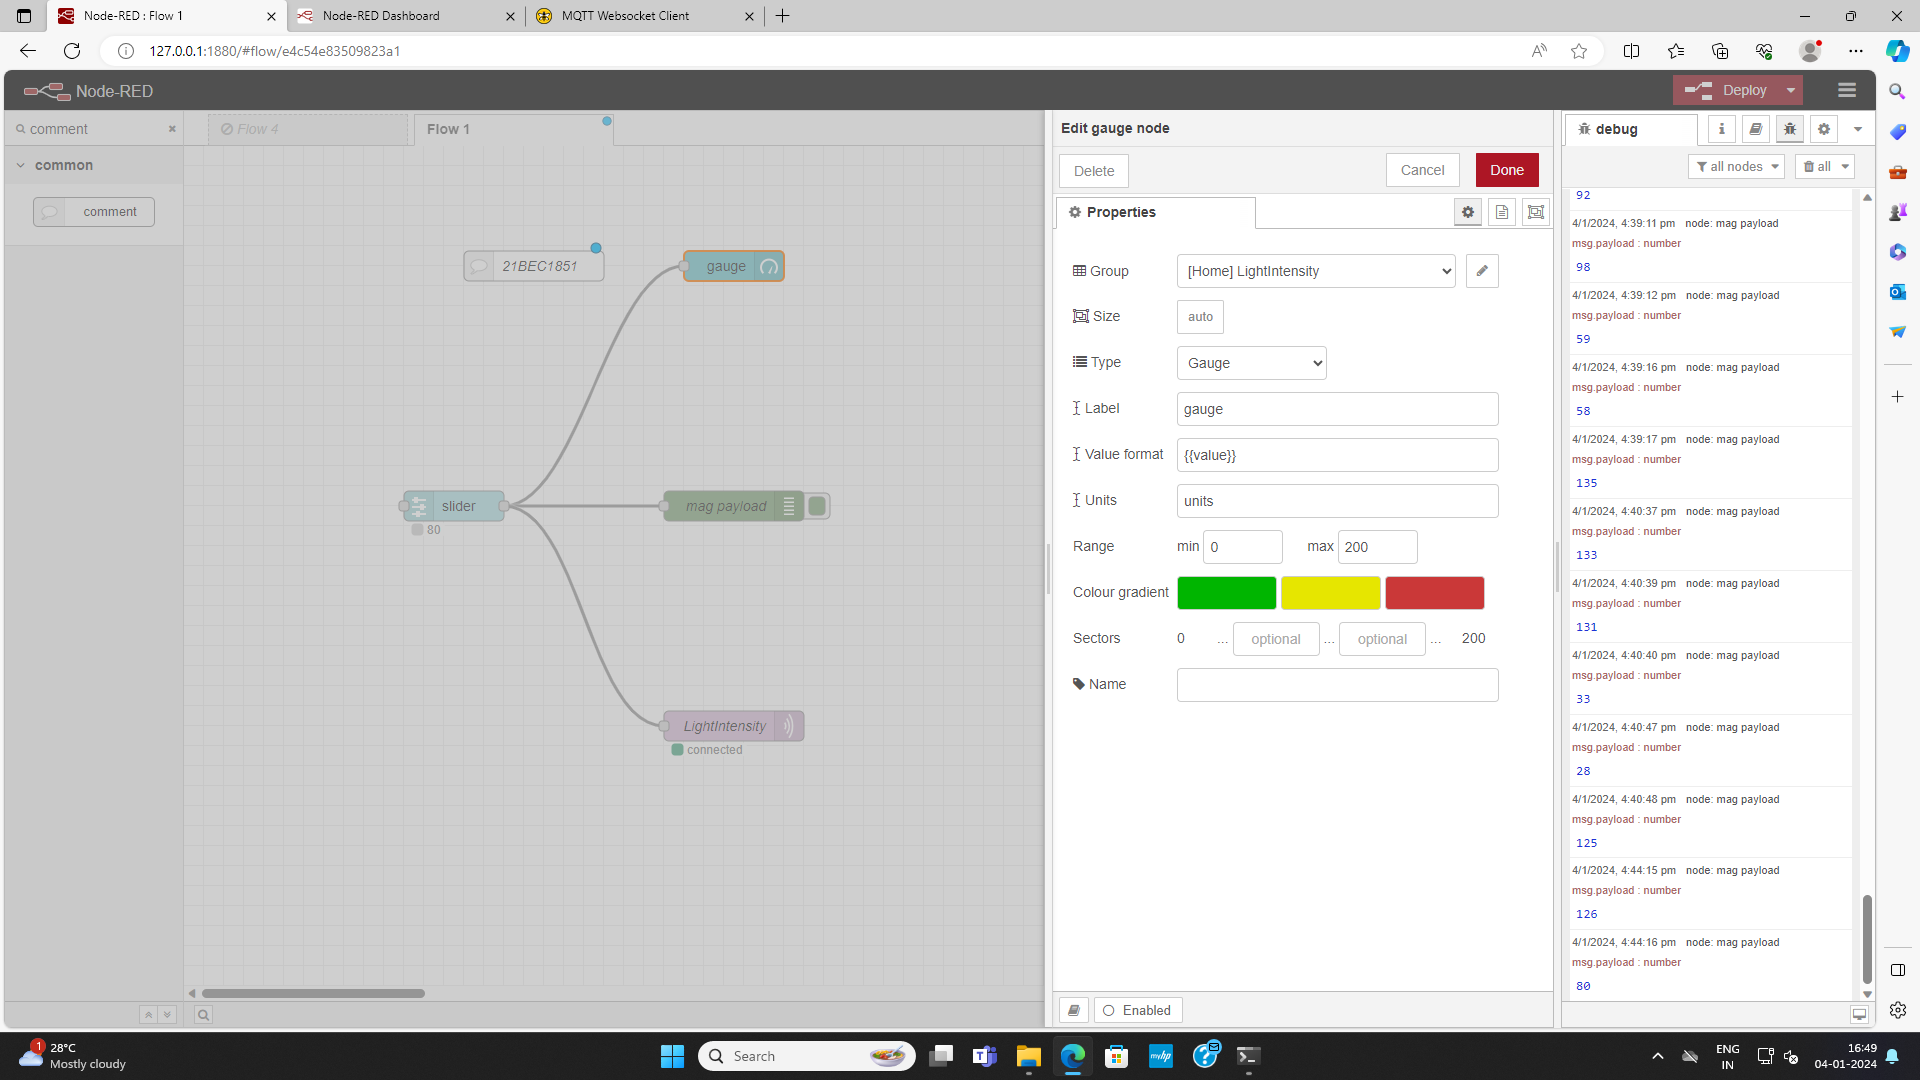 Node-RED : Flow 1
Node-RED Dashboard
MQTT Websocket Client
127.0.0.1:1880/#flow/e4c54e83509823a1
Node-RED
Deploy
comment
Flow 4
Flow 1
common
comment
21BEC1851
gauge
slider
80
mag payload
LightIntensity
connected
Edit gauge node
Delete
Cancel
Done
Properties
Group
[Home] LightIntensity
Size
auto
Type
Gauge
Label
gauge
Value format
{{value}}
Units
units
Range
min 0
max 200
Colour gradient
Sectors
0 ... optional ... optional ... 200
Name
Enabled
debug
all nodes
all
92
4/1/2024, 4:39:11 pm node: mag payload
msg.payload : number
98
4/1/2024, 4:39:12 pm node: mag payload
msg.payload : number
59
4/1/2024, 4:39:16 pm node: mag payload
msg.payload : number
58
4/1/2024, 4:39:17 pm node: mag payload
msg.payload : number
135
4/1/2024, 4:40:37 pm node: mag payload
msg.payload : number
133
4/1/2024, 4:40:39 pm node: mag payload
msg.payload : number
131
4/1/2024, 4:40:40 pm node: mag payload
msg.payload : number
33
4/1/2024, 4:40:47 pm node: mag payload
msg.payload : number
28
4/1/2024, 4:40:48 pm node: mag payload
msg.payload : number
125
4/1/2024, 4:44:15 pm node: mag payload
msg.payload : number
126
4/1/2024, 4:44:16 pm node: mag payload
msg.payload : number
80
1
28°C
Mostly cloudy
Search
myhp
ENG
IN
16:49
04-01-2024